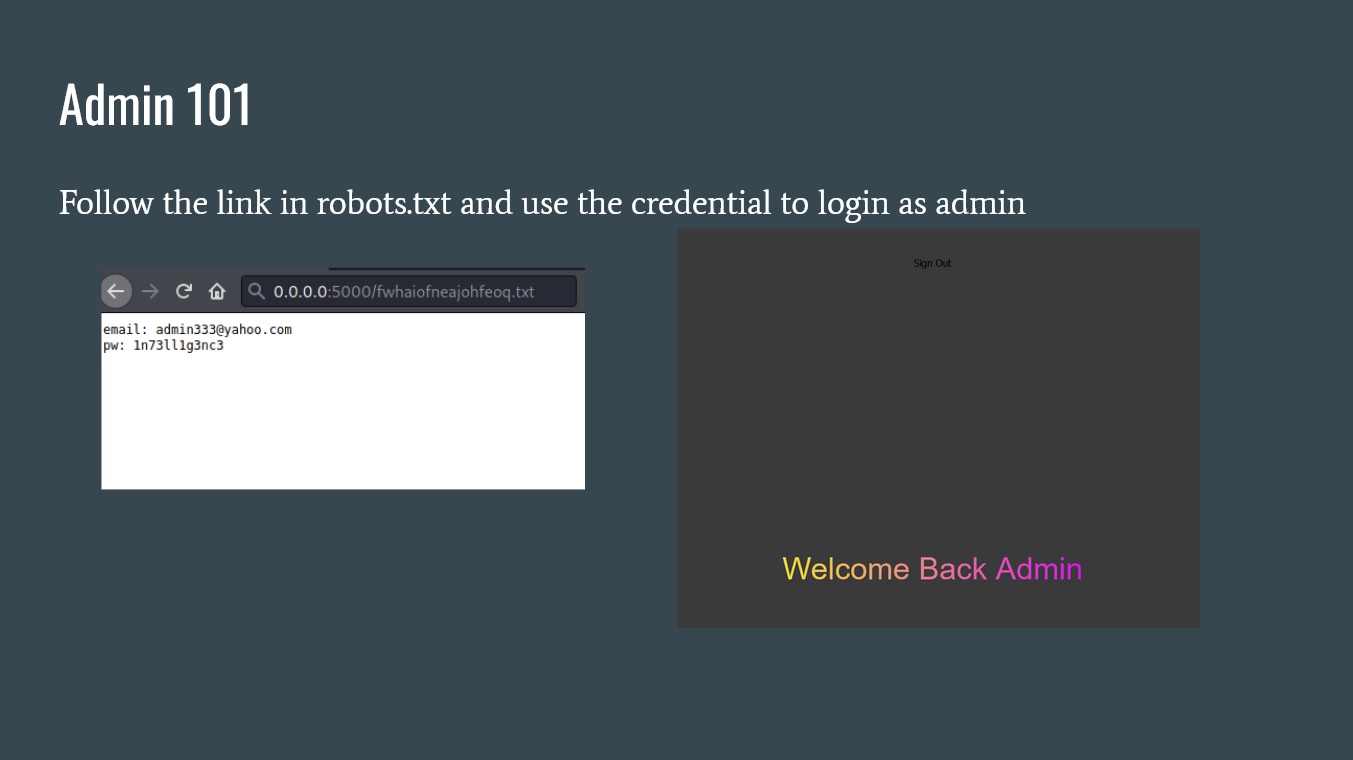 Admin 101
Follow the link in robots.txt and use the credential to login as admin
0.0.0.0:5000/fwhaiofneajohfeoq.txt
email: admin333@yahoo.com
pw: 1n73ll1g3nc3
Sign Out
Welcome Back Admin